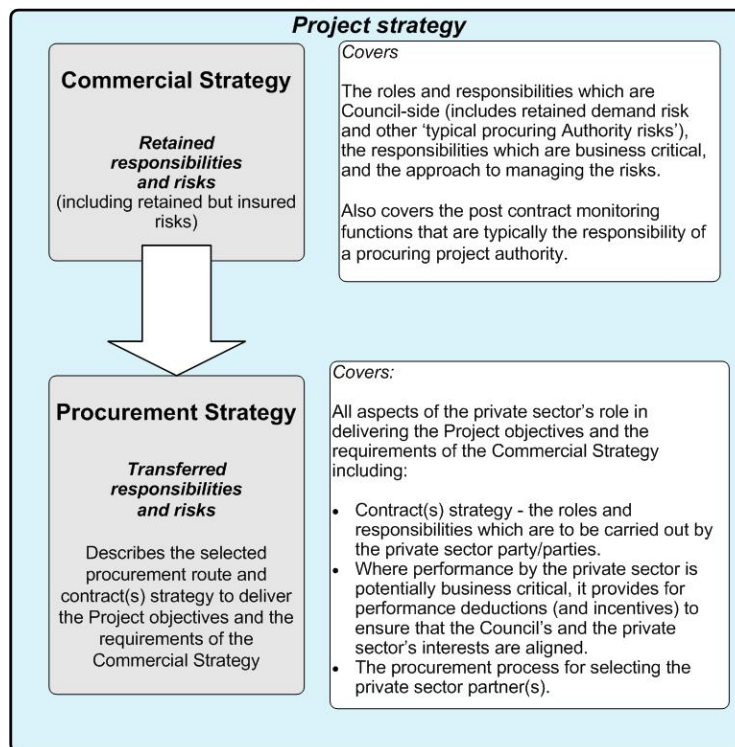 Project strategy
Commercial Strategy
Retained
responsibilities
and risks
(including retained but insured
risks)
Covers
The roles and responsibilities which are
Council-side (includes retained demand risk
and other ‘typical procuring Authority risks’),
the responsibilities which are business critical,
and the approach to managing the risks.
Also covers the post contract monitoring
functions that are typically the responsibility of
a procuring project authority.
Procurement Strategy
Transferred
responsibilities
and risks
Describes the selected
procurement route and
contract(s) strategy to deliver
the Project objectives and the
requirements of the
Commercial Strategy
Covers:
All aspects of the private sector’s role in
delivering the Project objectives and the
requirements of the Commercial Strategy
including:
• Contract(s) strategy - the roles and
responsibilities which are to be carried out by
the private sector party/parties.
• Where performance by the private sector is
potentially business critical, it provides for
performance deductions (and incentives) to
ensure that the Council’s and the private
sector’s interests are aligned.
• The procurement process for selecting the
private sector partner(s).